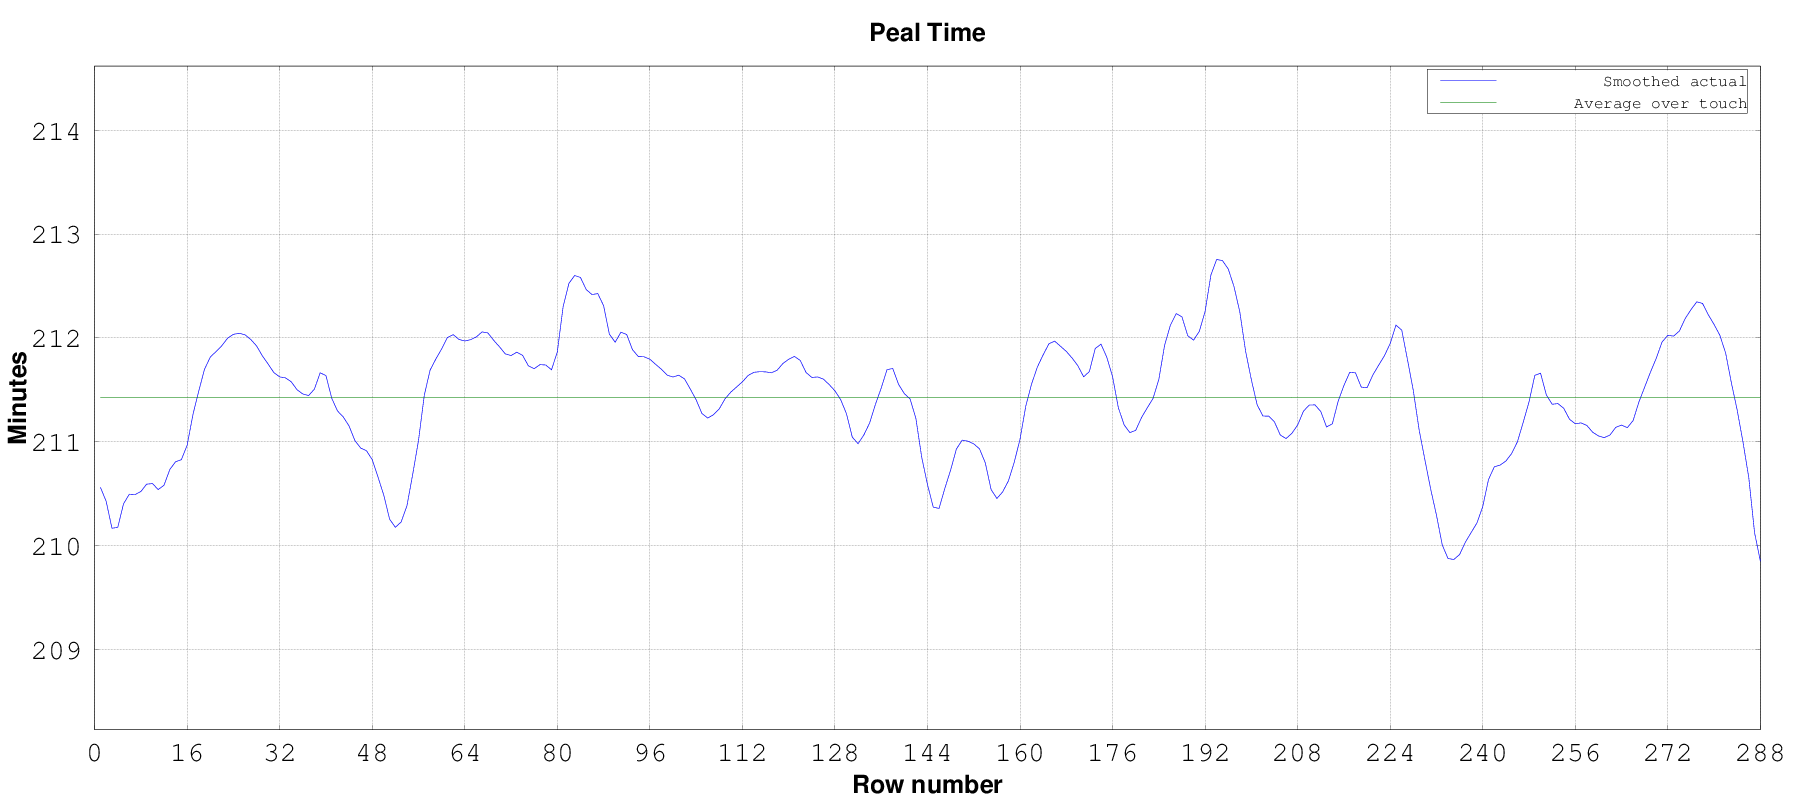 Peal Time
Smoothed actual
Average over touch
214
213
212
211
210
209
Minutes
0 16 32 48 64 80 96 112 128 144 160 176 192 208 224 240 256 272 288
Row number